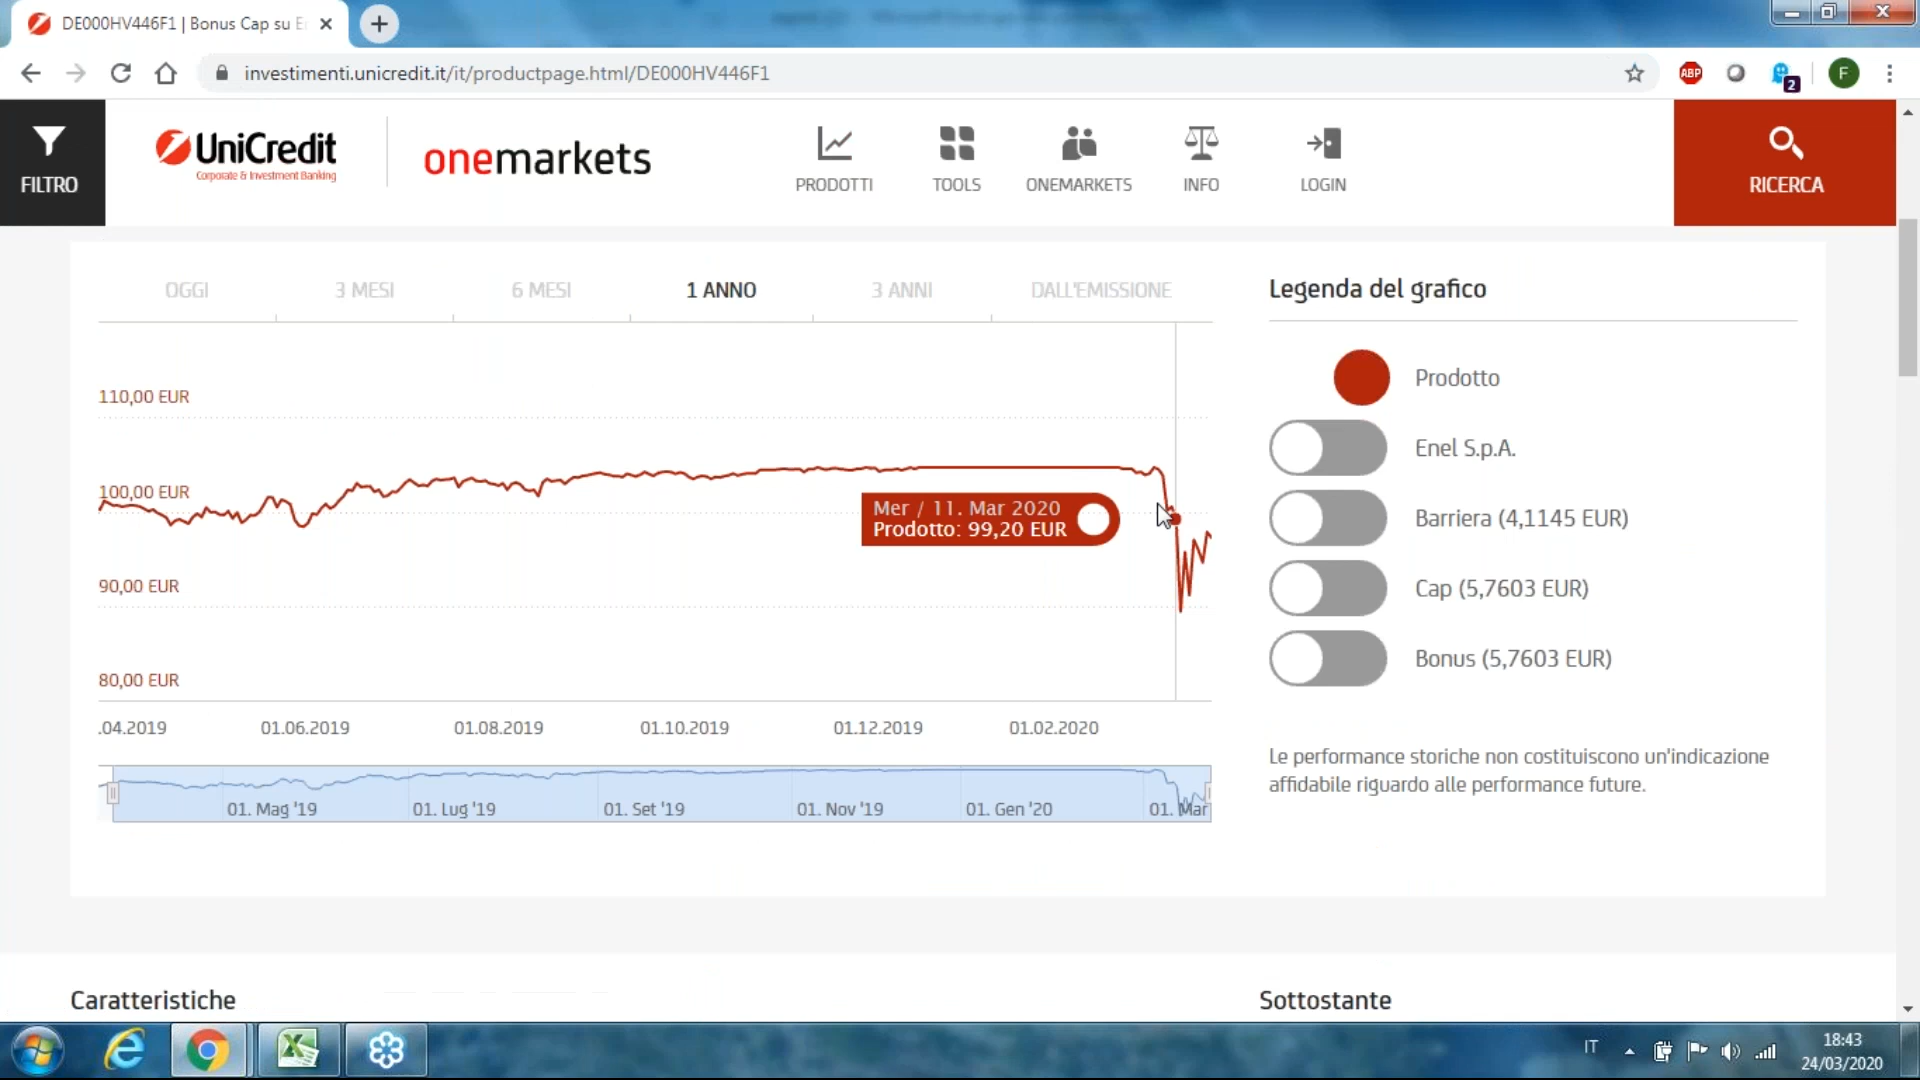 DE000HV446F1 | Bonus Cap su E
investimenti.unicredit.it/it/productpage.html/DE000HV446F1
ABP
2
F
FILTRO
UniCredit
Corporate & Investment Banking
onemarkets
PRODOTTI
TOOLS
ONEMARKETS
INFO
LOGIN
RICERCA
OGGI
3 MESI
6 MESI
1 ANNO
3 ANNI
DALL'EMISSIONE
110,00 EUR
100,00 EUR
90,00 EUR
80,00 EUR
Mer / 11. Mar 2020
Prodotto: 99,20 EUR
.04.2019
01.06.2019
01.08.2019
01.10.2019
01.12.2019
01.02.2020
01. Mag '19
01. Lug '19
01. Set '19
01. Nov '19
01. Gen '20
01. Mar
Legenda del grafico
Prodotto
Enel S.p.A.
Barriera (4,1145 EUR)
Cap (5,7603 EUR)
Bonus (5,7603 EUR)
Le performance storiche non costituiscono un'indicazione
affidabile riguardo alle performance future.
Caratteristiche
Sottostante
IT
18:43
24/03/2020